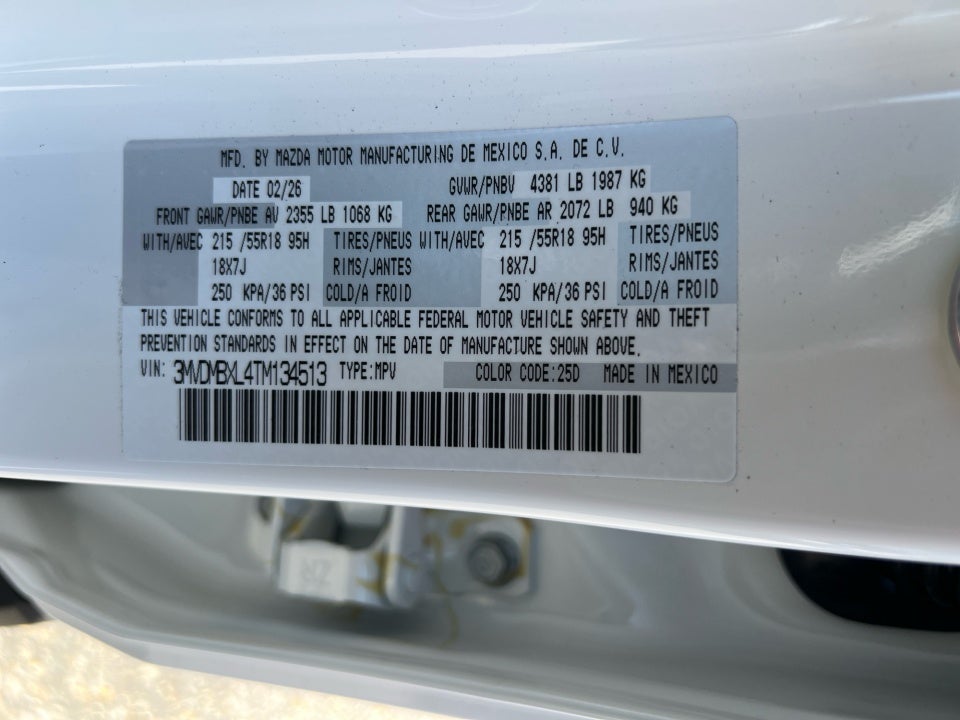 MFD. BY MAZDA MOTOR MANUFACTURING DE MEXICO S.A. DE C.V.
DATE 02/26 GVWR/PNBV 4381 LB 1987 KG
FRONT GAWR/PNBE AV 2355 LB 1068 KG REAR GAWR/PNBE AR 2072 LB 940 KG
WITH/AVEC 215 /55R18 95H TIRES/PNEUS WITH/AVEC 215 /55R18 95H TIRES/PNEUS
18X7J RIMS/JANTES 18X7J RIMS/JANTES
250 KPA/36 PSI COLD/A FROID 250 KPA/36 PSI COLD/A FROID
THIS VEHICLE CONFORMS TO ALL APPLICABLE FEDERAL MOTOR VEHICLE SAFETY AND THEFT
PREVENTION STANDARDS IN EFFECT ON THE DATE OF MANUFACTURE SHOWN ABOVE.
VIN: 3MVDMBXL4TM134513 TYPE:MPV COLOR CODE:25D MADE IN MEXICO